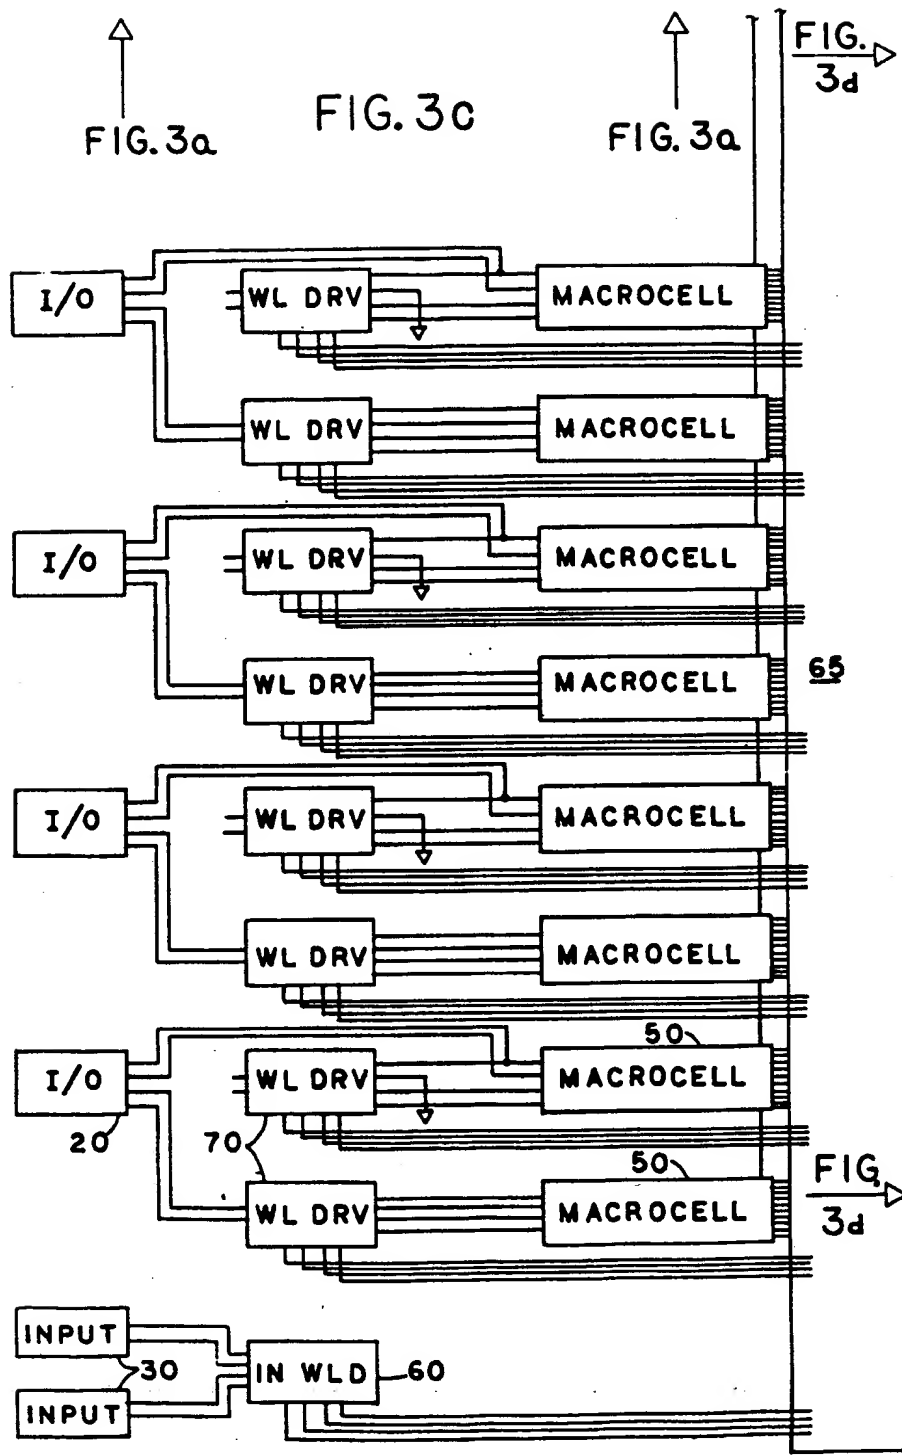 FIG. 3d
FIG. 3c
FIG. 3a
FIG. 3a
I/O
WL DRV
MACROCELL
WL DRV
MACROCELL
I/O
WL DRV
MACROCELL
WL DRV
MACROCELL
65
I/O
WL DRV
MACROCELL
WL DRV
MACROCELL
50
I/O
WL DRV
MACROCELL
20
70
50
FIG. 3d
WL DRV
MACROCELL
INPUT
30
IN WLD
60
INPUT